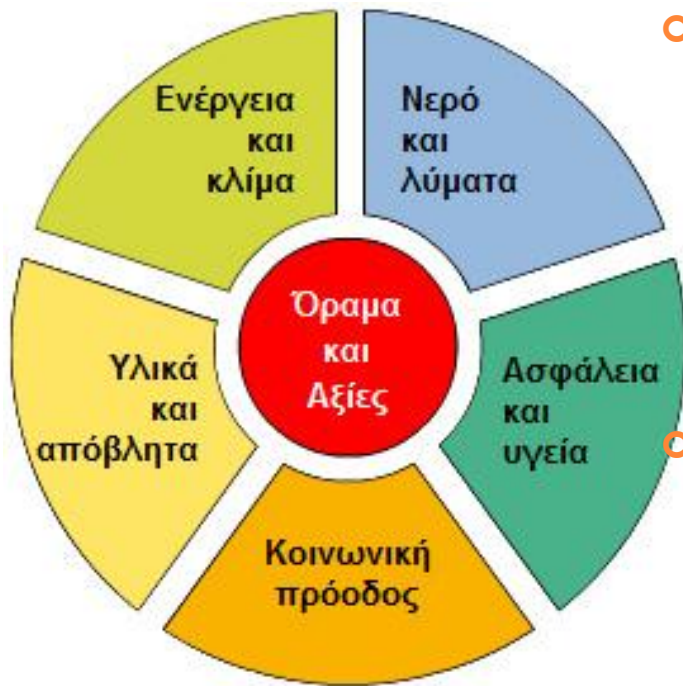 Ενέργεια
και
κλίμα
Νερό
και
λύματα
Όραμα
και
Αξίες
Υλικά
και
απόβλητα
Ασφάλεια
και
υγεία
Κοινωνική
πρόοδος